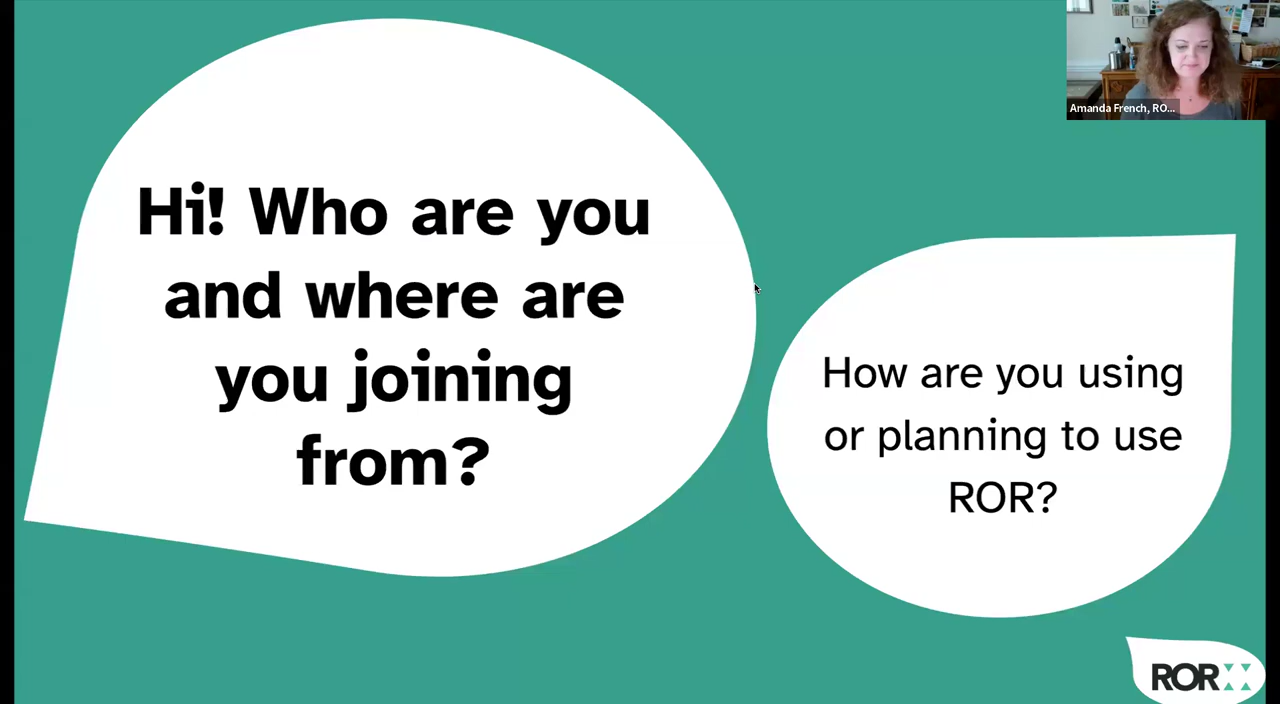 Amanda French, RO...
Hi! Who are you
and where are
you joining
from?
How are you using
or planning to use
ROR?
ROR